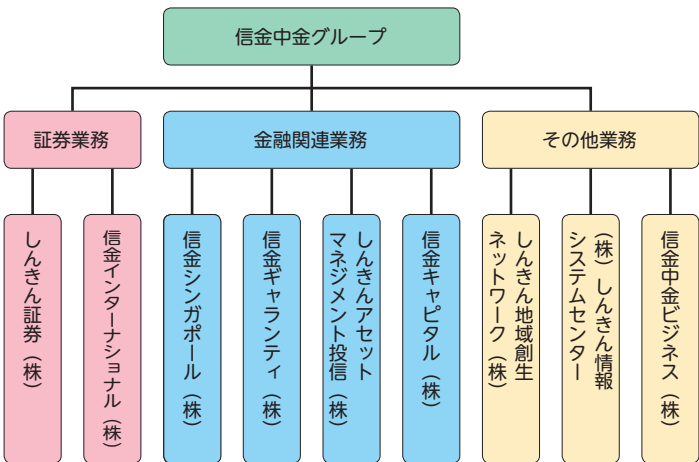 信金中金グループ
証券業務
金融関連業務
その他業務
しんきん証券（株）
信金インターナショナル（株）
信金シンガポール（株）
信金ギャランティ（株）
しんきんアセット
マネジメント投信（株）
信金キャピタル（株）
しんきん地域創生
ネットワーク（株）
（株）しんきん情報
システムセンター
信金中金ビジネス（株）